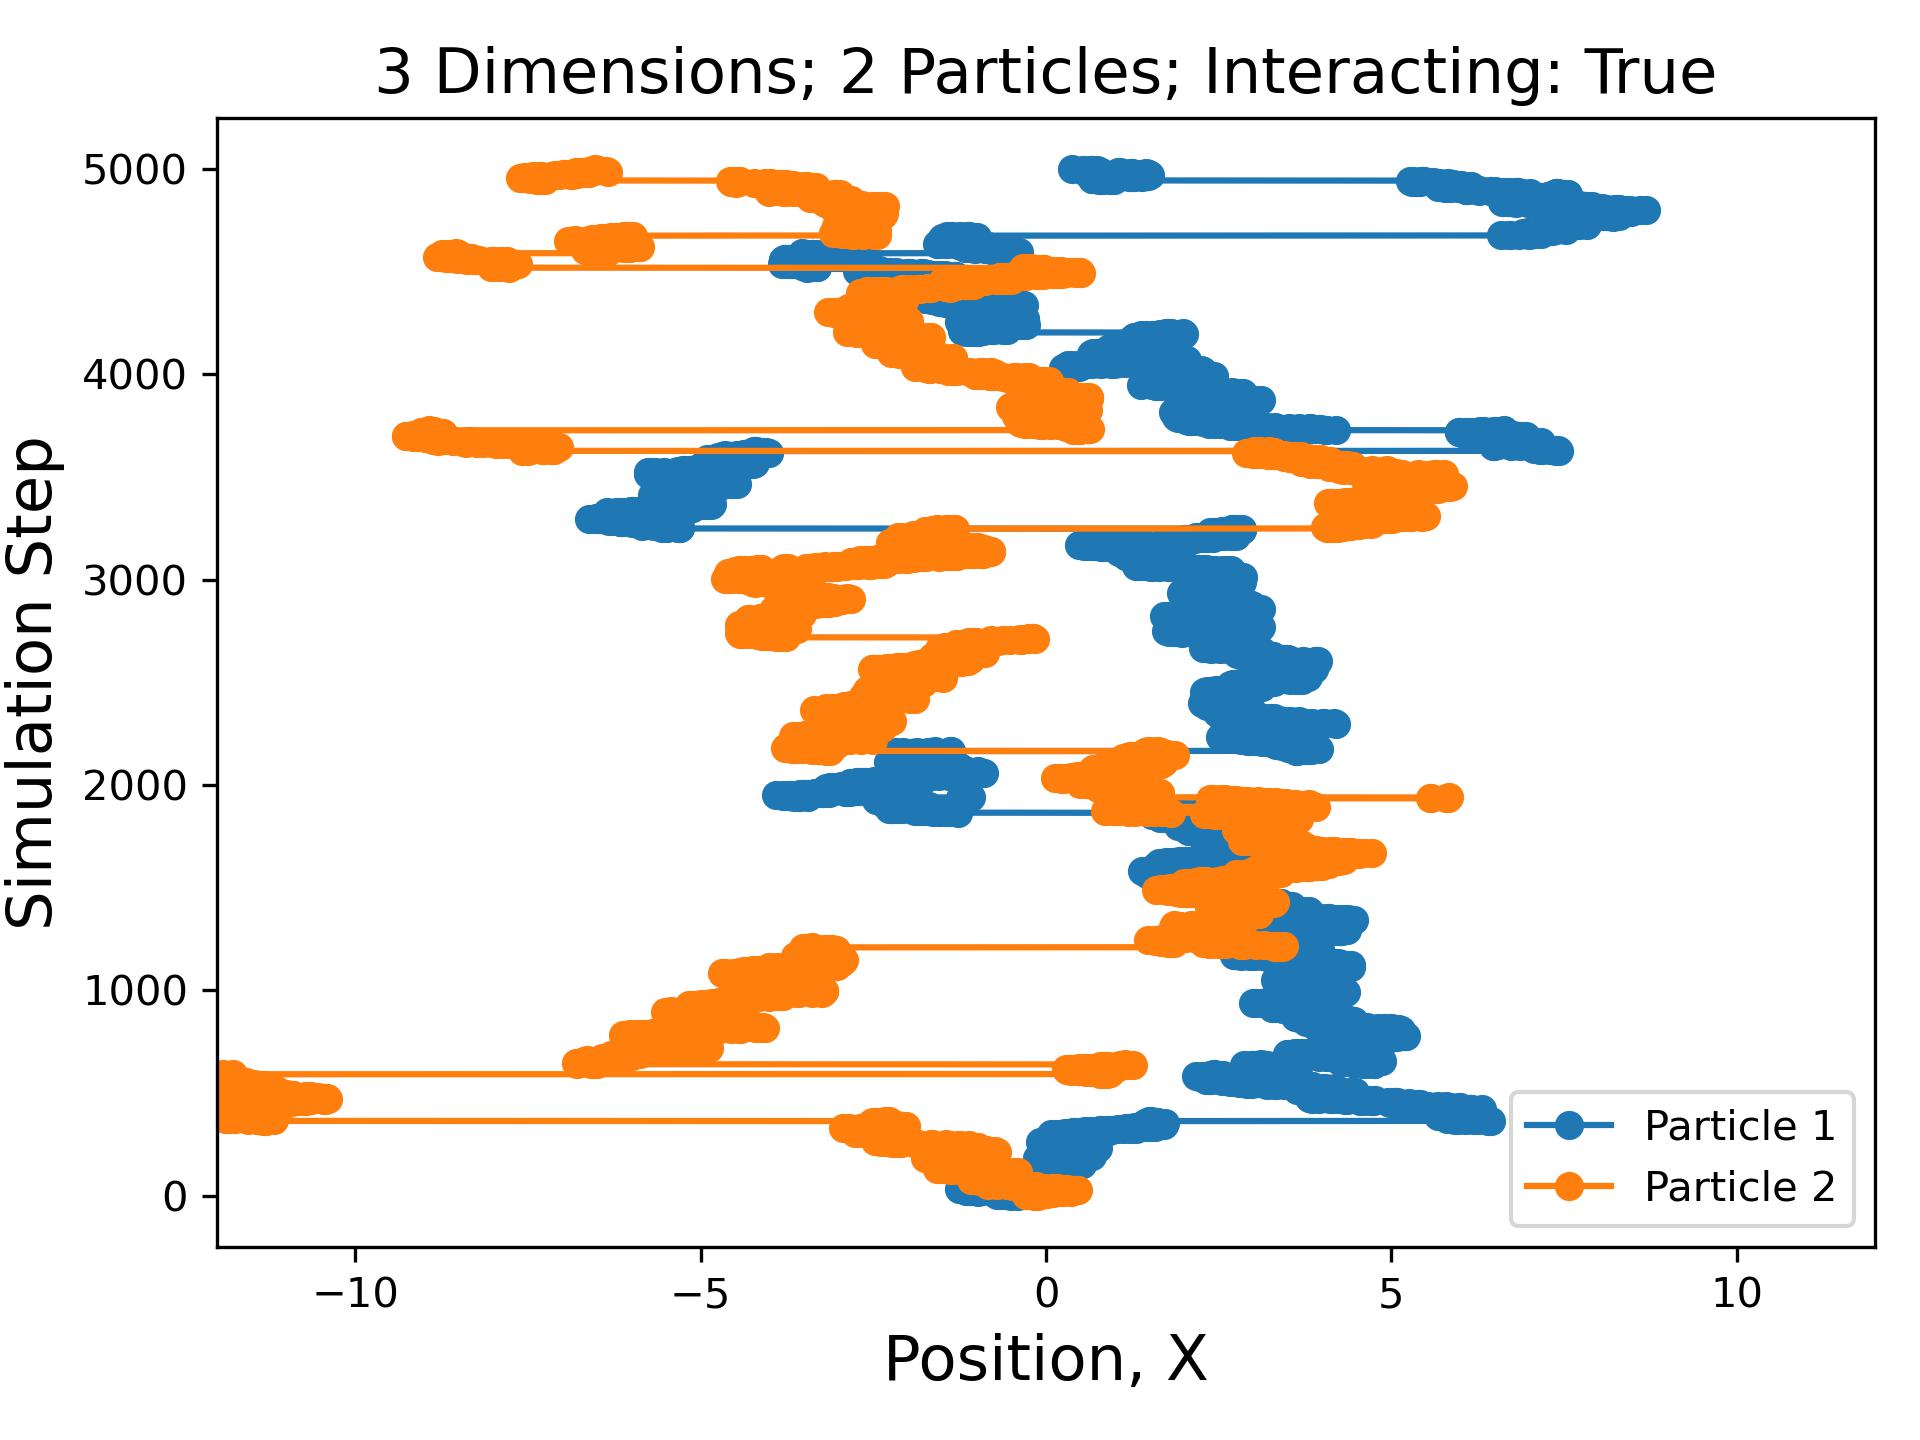 3 Dimensions; 2 Particles; Interacting: True
Simulation Step
5000
4000
3000
2000
1000
0
−10
−5
0
5
10
Position, X
Particle 1
Particle 2